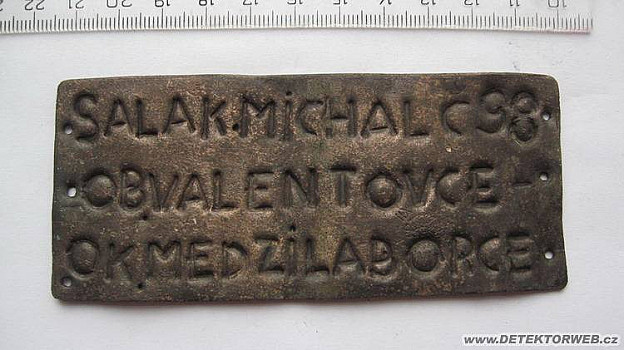 22 21 20 19 18 17 16 15 14 13 12 11 10
SALAK.MiCHAL C98
OB.VALENTOVCE-
OK.MEDZiLABORCE
www.DETEKTORWEB.cz